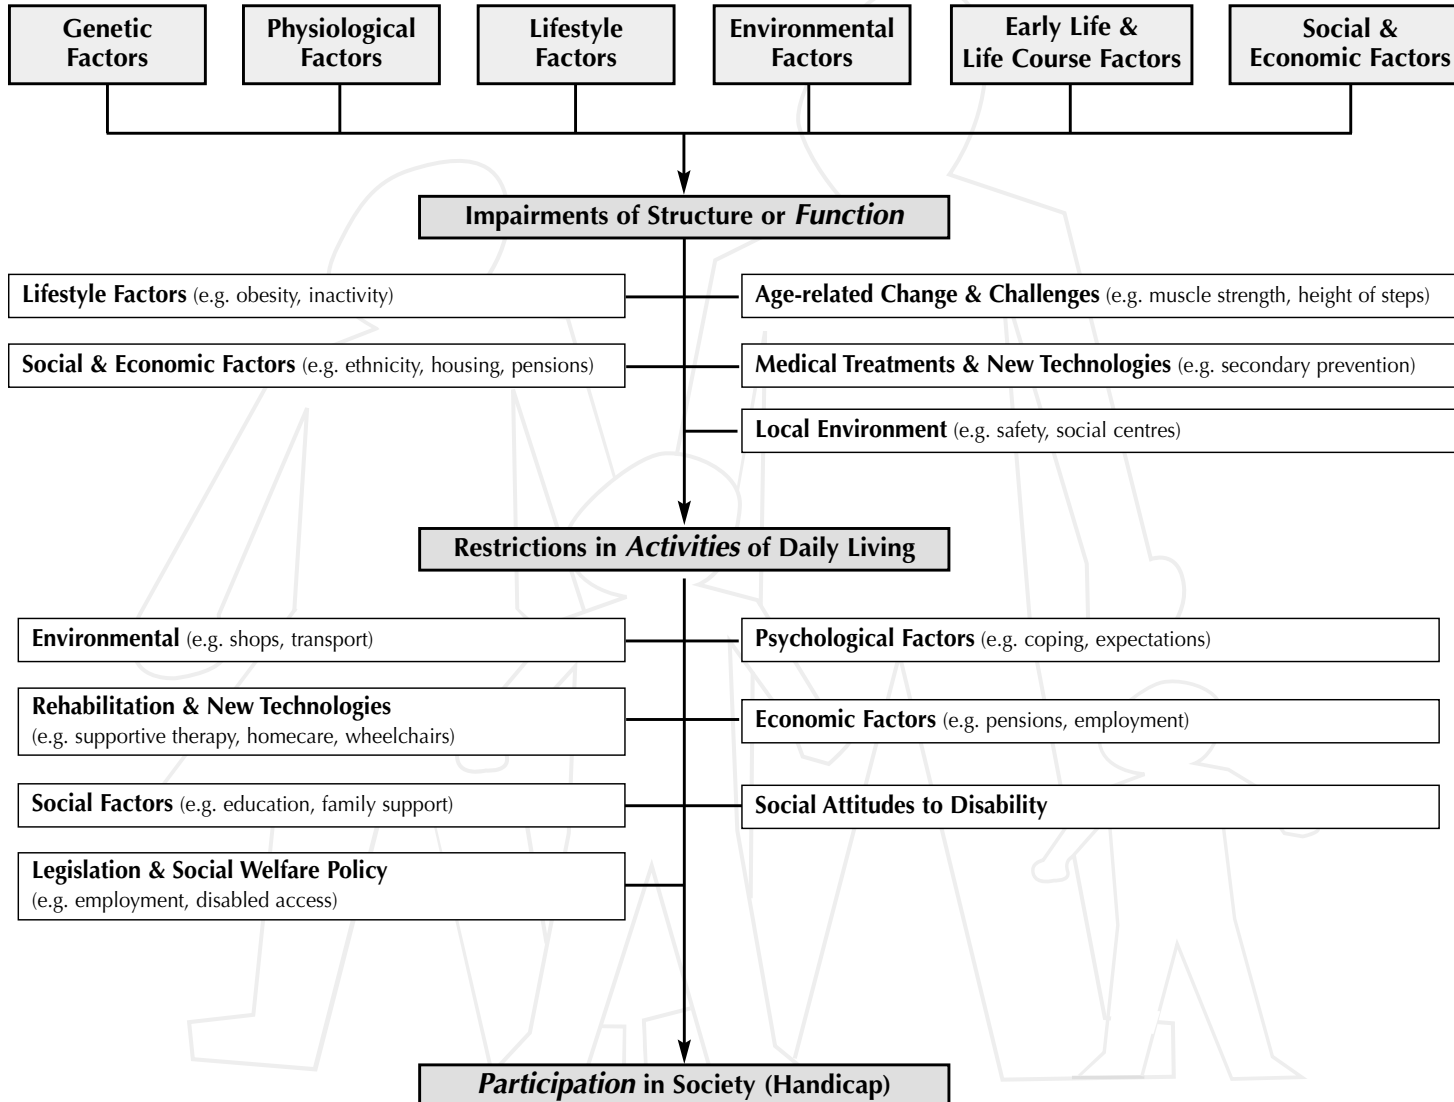 Genetic
Factors
Physiological
Factors
Lifestyle
Factors
Environmental
Factors
Early Life &
Life Course Factors
Social &
Economic Factors
Impairments of Structure or Function
Lifestyle Factors (e.g. obesity, inactivity)
Age-related Change & Challenges (e.g. muscle strength, height of steps)
Social & Economic Factors (e.g. ethnicity, housing, pensions)
Medical Treatments & New Technologies (e.g. secondary prevention)
Local Environment (e.g. safety, social centres)
Restrictions in Activities of Daily Living
Environmental (e.g. shops, transport)
Psychological Factors (e.g. coping, expectations)
Rehabilitation & New Technologies
(e.g. supportive therapy, homecare, wheelchairs)
Economic Factors (e.g. pensions, employment)
Social Factors (e.g. education, family support)
Social Attitudes to Disability
Legislation & Social Welfare Policy
(e.g. employment, disabled access)
Participation in Society (Handicap)